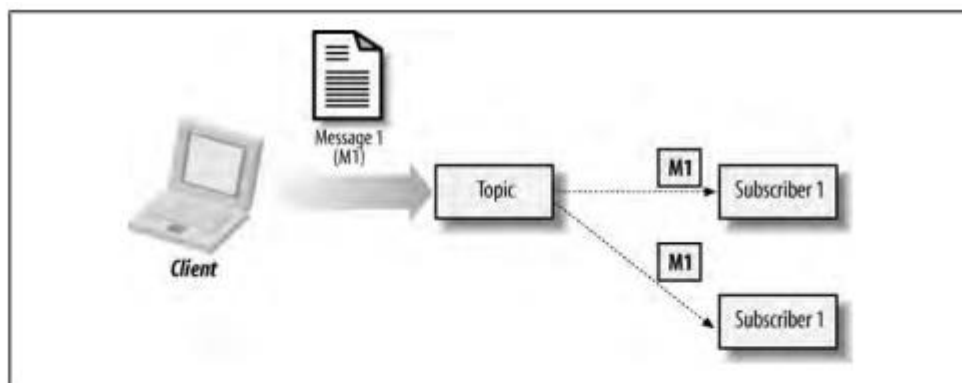 Message 1
(M1)
Client
Topic
M1
Subscriber 1
M1
Subscriber 1